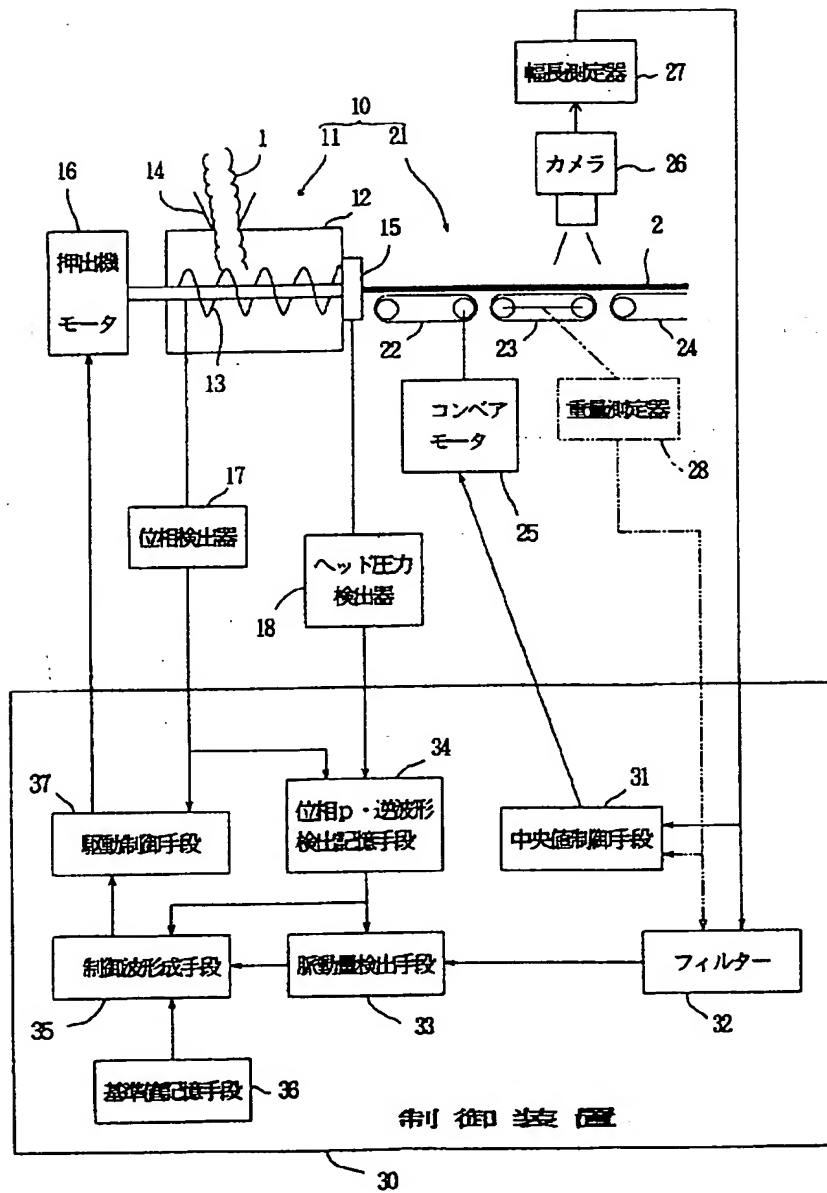 幅長測定器
27
10
11
21
カメラ
26
1
14
16
12
15
2
押出機
モータ
13
22
23
24
コンベア
モータ
25
重量測定器
28
17
位相検出器
ヘッド圧力
検出器
18
34
31
37
位相p・逆波形
検出記憶手段
中央値制御手段
駆動制御手段
制御波形成手段
35
脈動量検出手段
33
フィルター
32
基準値記憶手段
36
制御装置
30